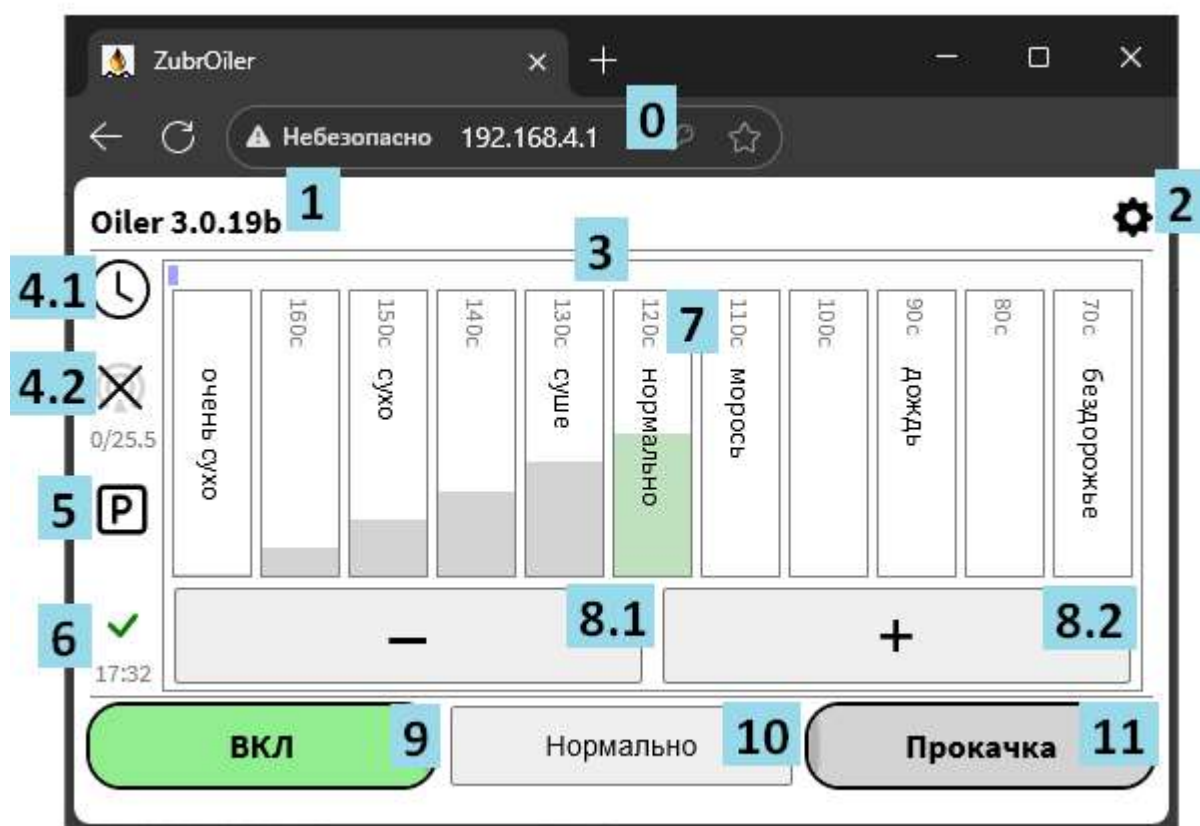 ZubrOiler
Небезопасно 192.168.4.1 0
1
Oiler 3.0.19b 2
3
4.1
160с
150с
140с
130с
120с
7
110с
100с
90с
80с
70с
очень сухо
сухо
суше
нормально
морось
дождь
бездорожье
4.2
0/25.5
5 P
6
17:32
– 8.1
+ 8.2
ВКЛ 9
Нормально 10
Прокачка 11